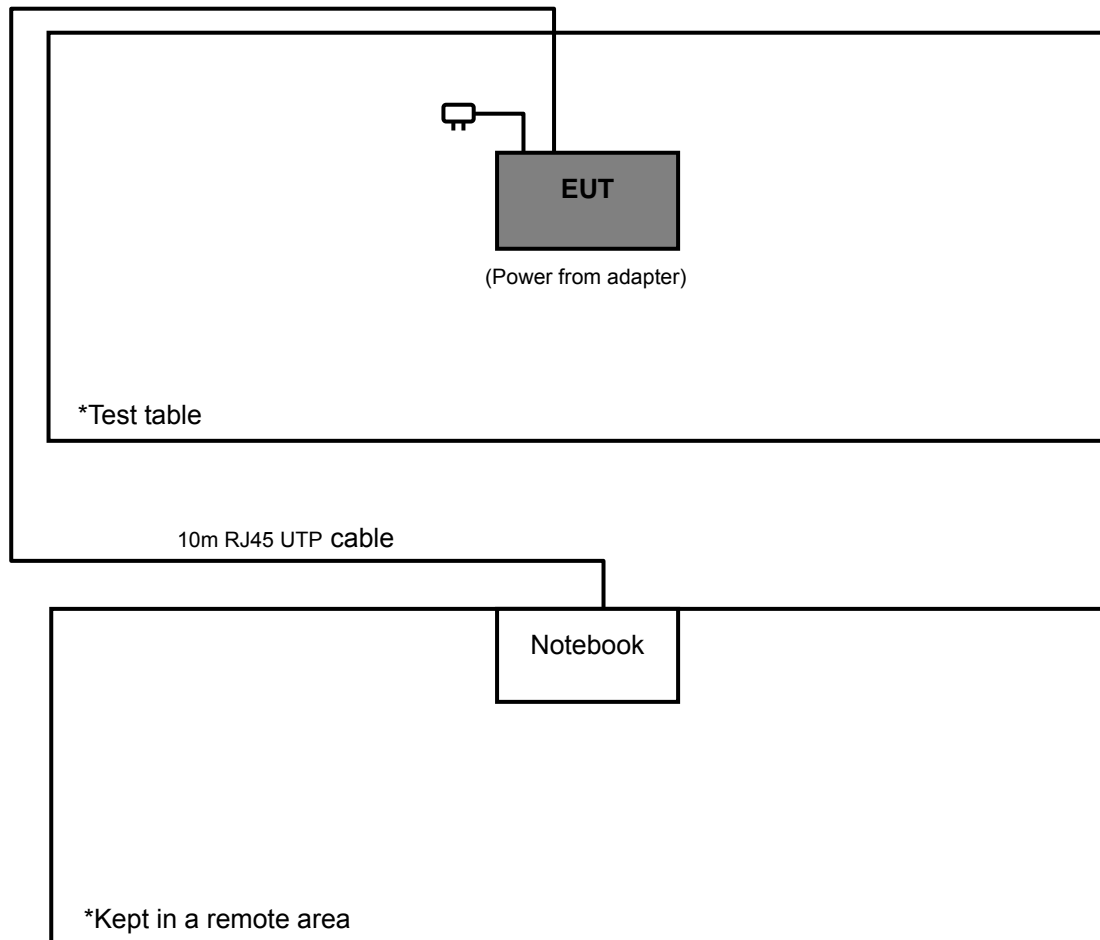 EUT
(Power from adapter)
*Test table
10m RJ45 UTP cable
Notebook
*Kept in a remote area